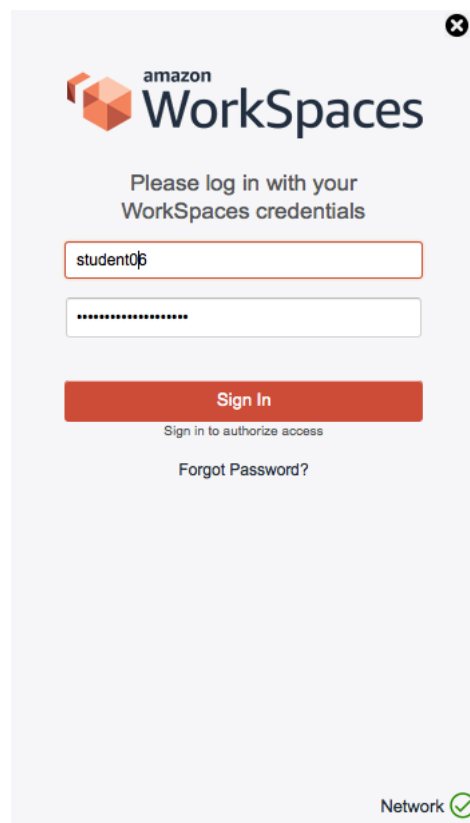 amazon
WorkSpaces
Please log in with your
WorkSpaces credentials
student06
••••••••••••••••••••
Sign In
Sign in to authorize access
Forgot Password?
Network